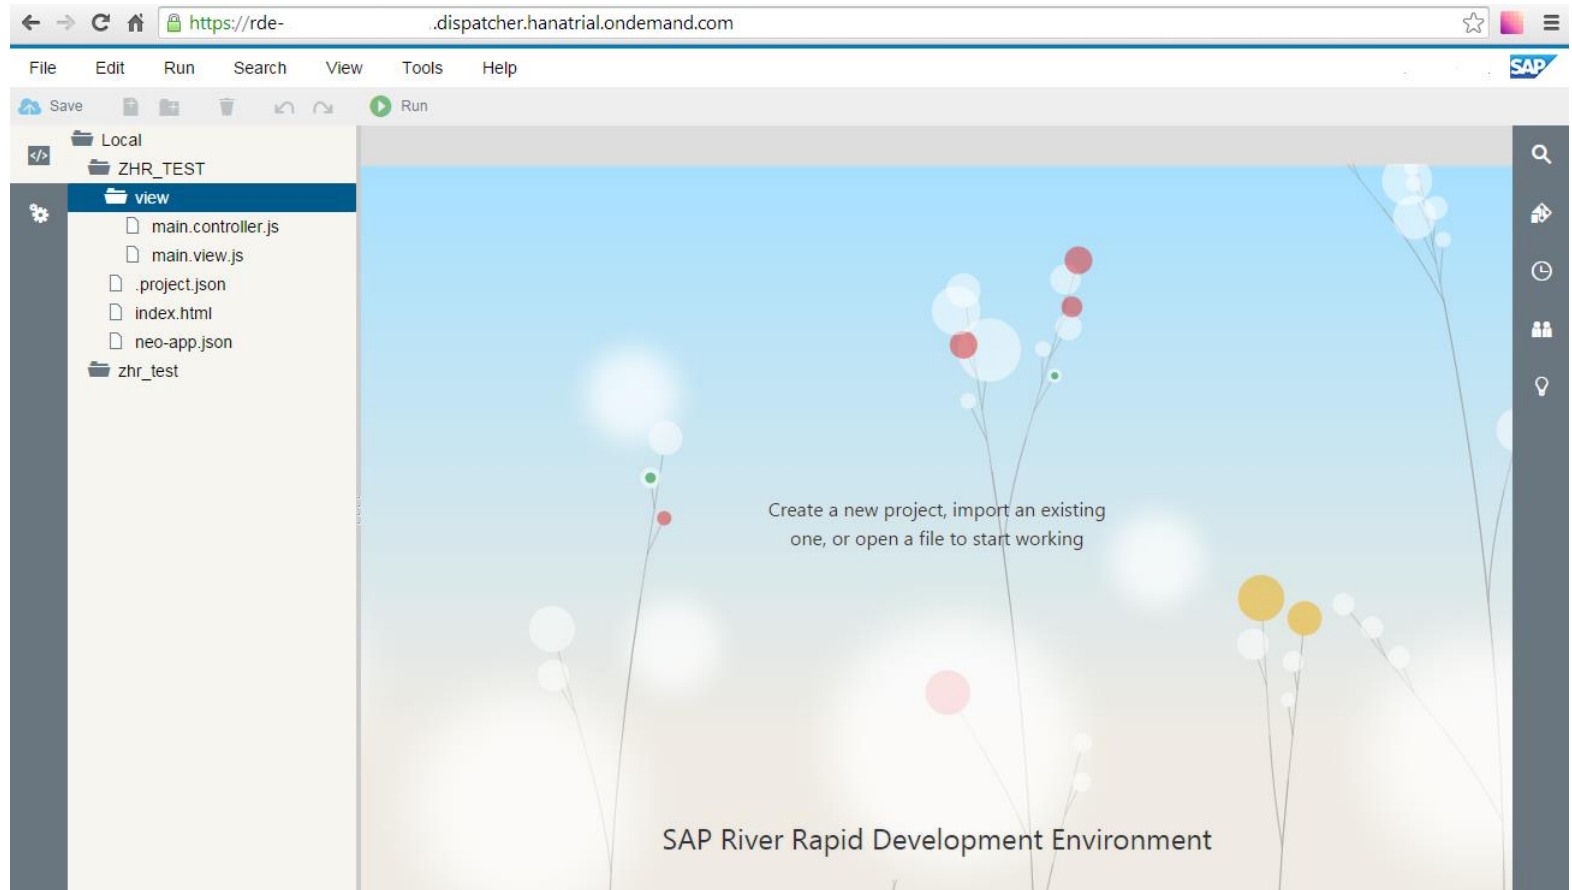 https://rde-
.dispatcher.hanatrial.ondemand.com
File Edit Run Search View Tools Help
SAP
Save Run
</>
Local
ZHR_TEST
view
main.controller.js
main.view.js
.project.json
index.html
neo-app.json
zhr_test
Create a new project, import an existing
one, or open a file to start working
SAP River Rapid Development Environment